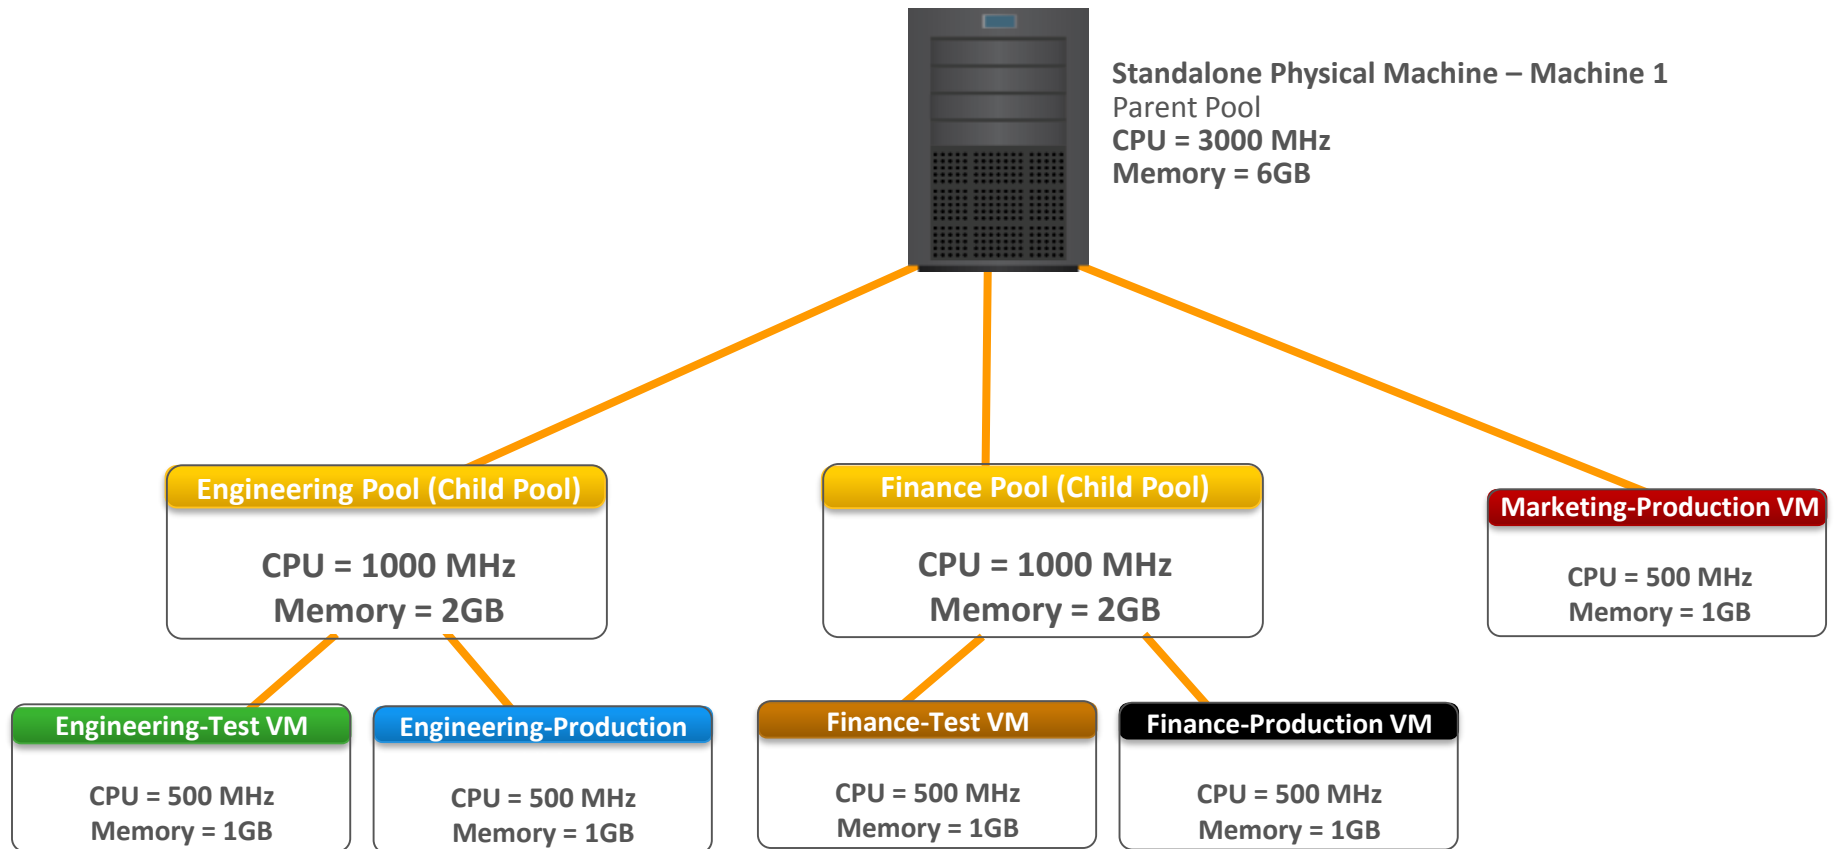 Standalone Physical Machine – Machine 1
Parent Pool
CPU = 3000 MHz
Memory = 6GB
Engineering Pool (Child Pool)
CPU = 1000 MHz
Memory = 2GB
Finance Pool (Child Pool)
CPU = 1000 MHz
Memory = 2GB
Marketing-Production VM
CPU = 500 MHz
Memory = 1GB
Engineering-Test VM
CPU = 500 MHz
Memory = 1GB
Engineering-Production
CPU = 500 MHz
Memory = 1GB
Finance-Test VM
CPU = 500 MHz
Memory = 1GB
Finance-Production VM
CPU = 500 MHz
Memory = 1GB